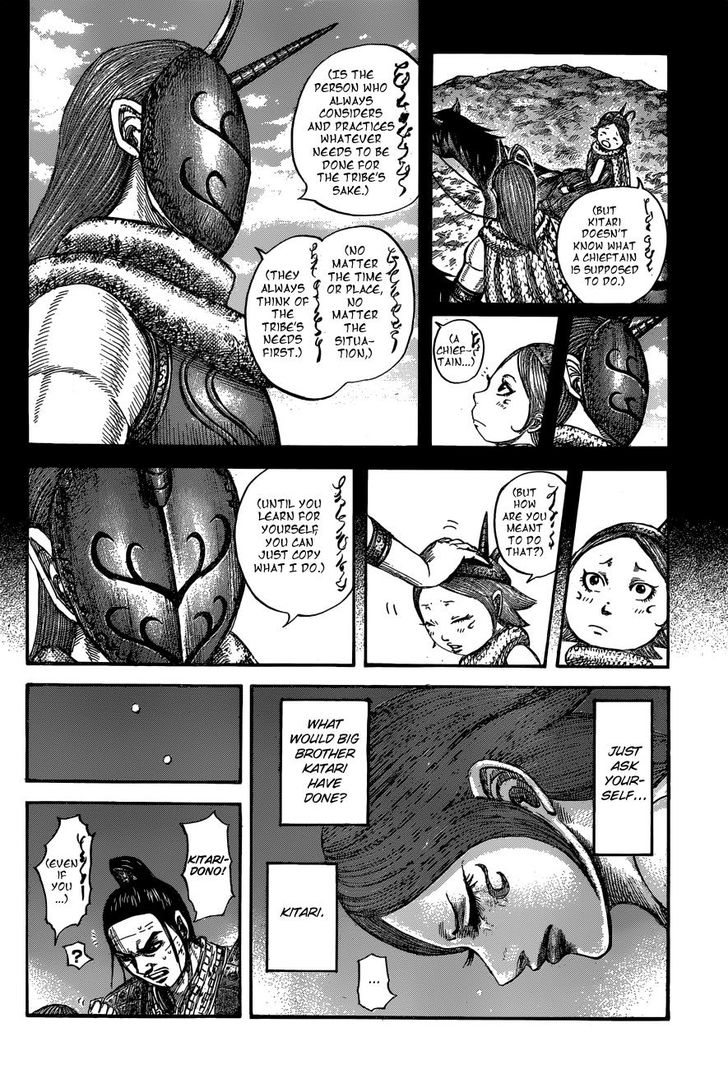 (BUT
KITARI
DOESN'T
KNOW WHAT
A CHIEFTAIN
IS SUPPOSED
TO DO.)
(A
CHIEF-
TAIN...)
(IS THE
PERSON WHO
ALWAYS
CONSIDERS
AND PRACTICES
WHATEVER
NEEDS TO BE
DONE FOR
THE TRIBE'S
SAKE.)
(NO
MATTER
THE TIME
OR PLACE,
NO
MATTER
THE
SITUA-
TION,)
(THEY
ALWAYS
THINK OF
THE
TRIBE'S
NEEDS
FIRST.)
(BUT
HOW
ARE YOU
MEANT
TO DO
THAT?)
(UNTIL YOU
LEARN FOR
YOURSELF,
YOU CAN
JUST COPY
WHAT I DO.)
JUST
ASK
YOUR-
SELF...
WHAT
WOULD BIG
BROTHER
KATARI
HAVE
DONE?
KITARI.
...
KITARI-
DONO!
(EVEN
IF
YOU
...)
?